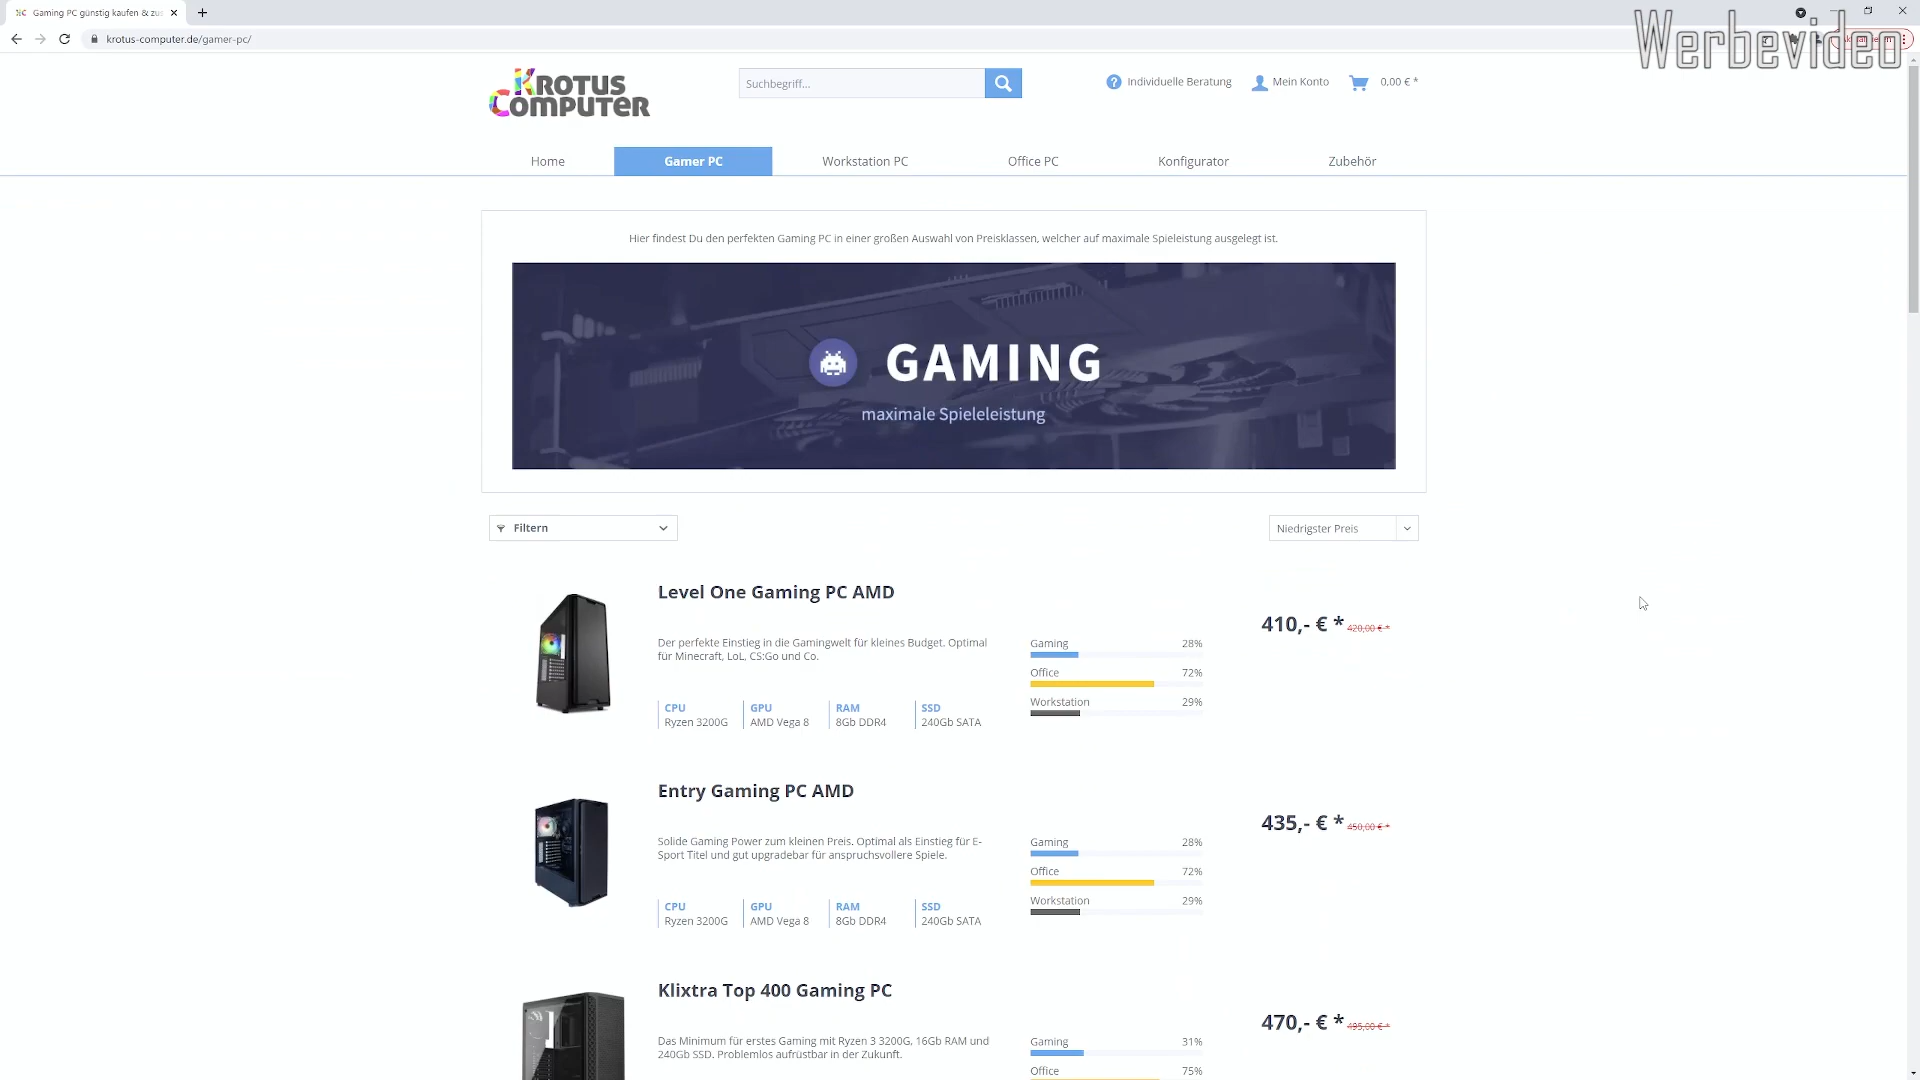 Gaming PC günstig kaufen & zus
krotus-computer.de/gamer-pc/
Werbevideo
KROTUS
COMPUTER
Suchbegriff...
Individuelle Beratung
Mein Konto
0,00 € *
Home
Gamer PC
Workstation PC
Office PC
Konfigurator
Zubehör
Hier findest Du den perfekten Gaming PC in einer großen Auswahl von Preisklassen, welcher auf maximale Spieleistung ausgelegt ist.
GAMING
maximale Spieleleistung
Filtern
Niedrigster Preis
Level One Gaming PC AMD
Der perfekte Einstieg in die Gamingwelt für kleines Budget. Optimal
für Minecraft, LoL, CS:Go und Co.
CPU
Ryzen 3200G
GPU
AMD Vega 8
RAM
8Gb DDR4
SSD
240Gb SATA
Gaming 28%
Office 72%
Workstation 29%
410,- € * 420,00 € *
Entry Gaming PC AMD
Solide Gaming Power zum kleinen Preis. Optimal als Einstieg für E-
Sport Titel und gut upgradebar für anspruchsvollere Spiele.
CPU
Ryzen 3200G
GPU
AMD Vega 8
RAM
8Gb DDR4
SSD
240Gb SATA
Gaming 28%
Office 72%
Workstation 29%
435,- € * 450,00 € *
Klixtra Top 400 Gaming PC
Das Minimum für erstes Gaming mit Ryzen 3 3200G, 16Gb RAM und
240Gb SSD. Problemlos aufrüstbar in der Zukunft.
Gaming 31%
Office 75%
470,- € * 495,00 € *